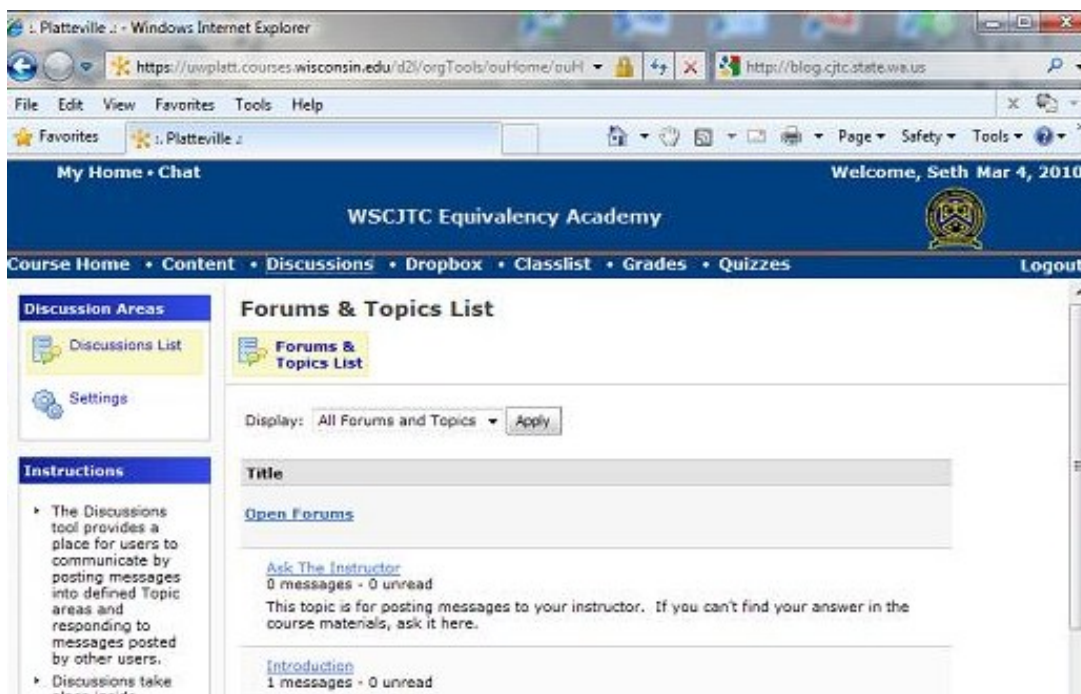 :. Platteville .: - Windows Internet Explorer
https://uwplatt.courses.wisconsin.edu/d2l/orgTools/ouHome/ouH
http://blog.cjtc.state.wa.us
File Edit View Favorites Tools Help
Favorites :. Platteville .: Page Safety Tools
My Home • Chat Welcome, Seth Mar 4, 2010
WSCJTC Equivalency Academy
Course Home • Content • Discussions • Dropbox • Classlist • Grades • Quizzes Logout
Discussion Areas
Discussions List
Settings
Instructions
The Discussions
tool provides a
place for users to
communicate by
posting messages
into defined Topic
areas and
responding to
messages posted
by other users.
Discussions take
Forums & Topics List
Forums &
Topics List
Display: All Forums and Topics Apply
Title
Open Forums
Ask The Instructor
0 messages - 0 unread
This topic is for posting messages to your instructor. If you can't find your answer in the
course materials, ask it here.
Introduction
1 messages - 0 unread